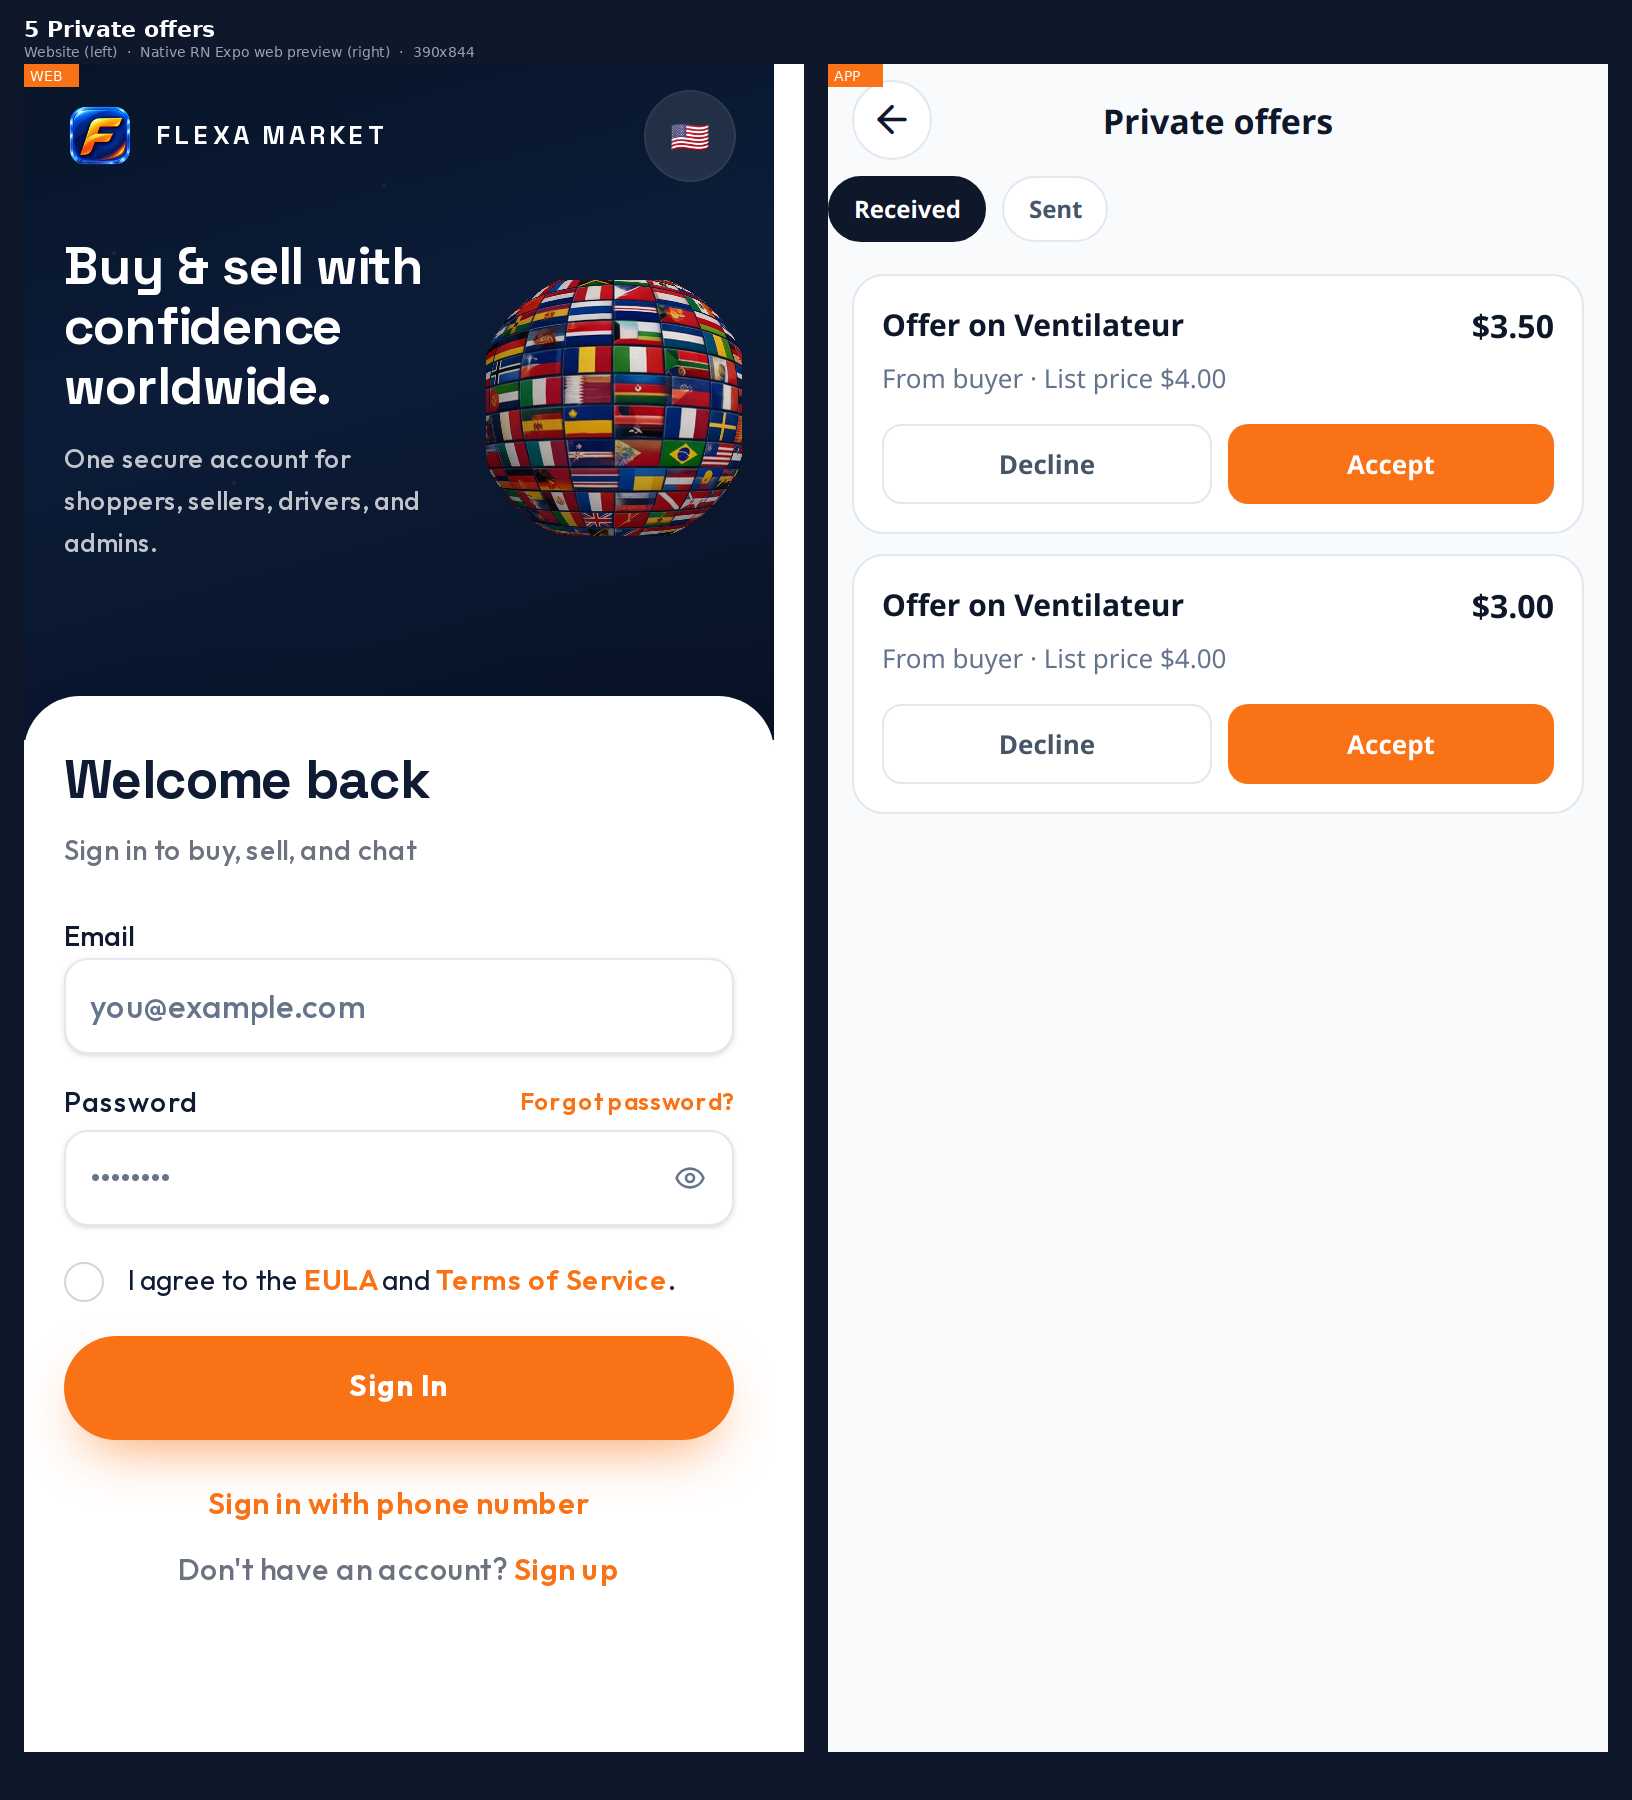 5 Private offers
Website (left) · Native RN Expo web preview (right) · 390x844
WEB
FLEXA MARKET
Buy & sell with
confidence
worldwide.
One secure account for
shoppers, sellers, drivers, and
admins.
Welcome back
Sign in to buy, sell, and chat
Email
you@example.com
Password
Forgot password?
I agree to the EULA and Terms of Service.
Sign In
Sign in with phone number
Don't have an account? Sign up
APP
Private offers
Received
Sent
Offer on Ventilateur
$3.50
From buyer · List price $4.00
Decline
Accept
Offer on Ventilateur
$3.00
From buyer · List price $4.00
Decline
Accept